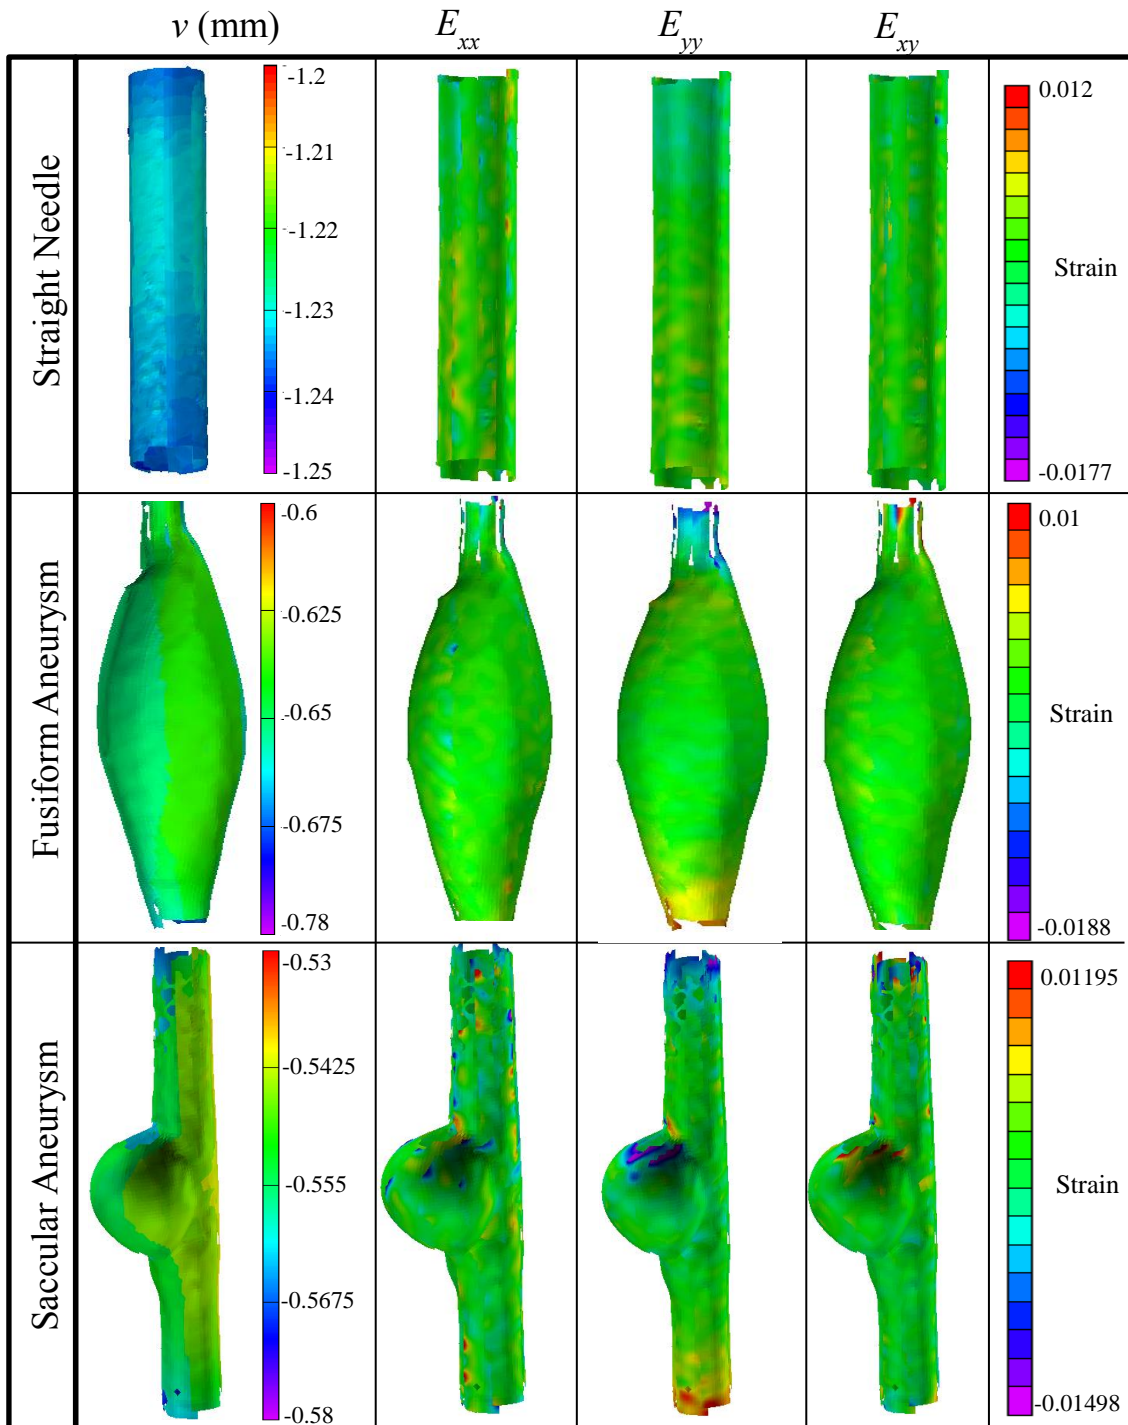 v (mm)
E_xx
E_yy
E_xy
Straight Needle
-1.2
-1.21
-1.22
-1.23
-1.24
-1.25
0.012
Strain
-0.0177
Fusiform Aneurysm
-0.6
-0.625
-0.65
-0.675
-0.78
0.01
Strain
-0.0188
Saccular Aneurysm
-0.53
-0.5425
-0.555
-0.5675
-0.58
0.01195
Strain
-0.01498